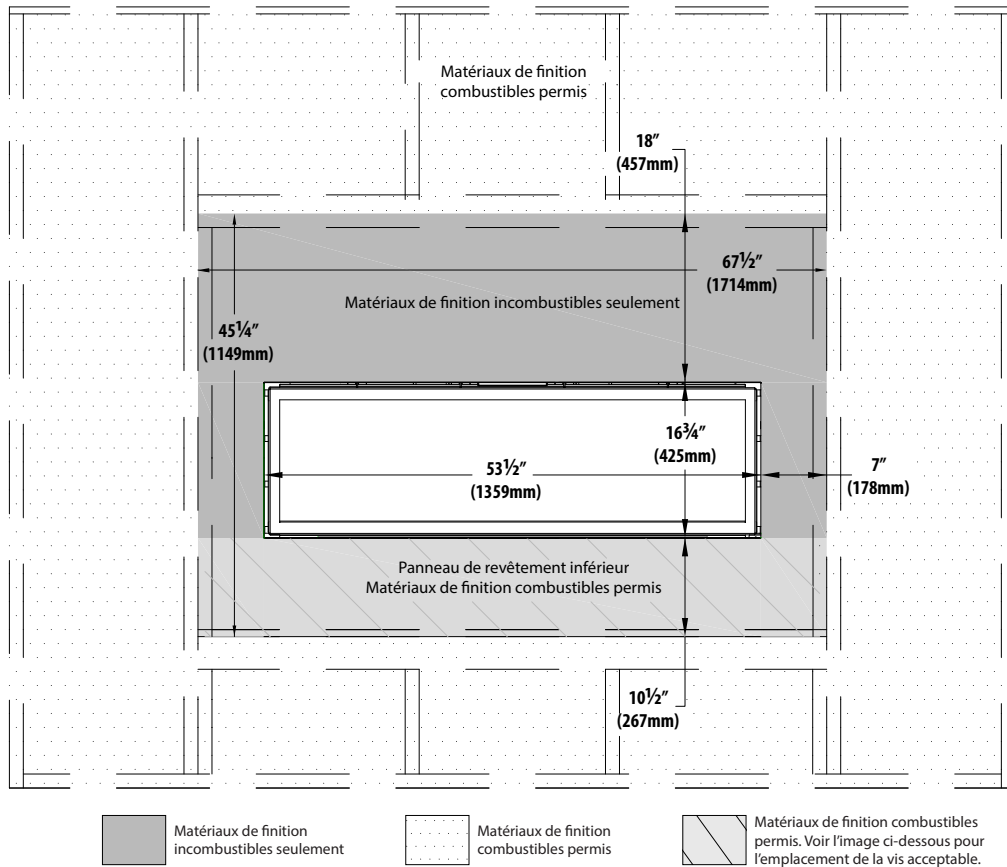 Matériaux de finition
combustibles permis
18"
(457mm)
67½"
(1714mm)
Matériaux de finition incombustibles seulement
45¼"
(1149mm)
16¾"
(425mm)
53½"
(1359mm)
7"
(178mm)
Panneau de revêtement inférieur
Matériaux de finition combustibles permis
10½"
(267mm)
Matériaux de finition
incombustibles seulement
Matériaux de finition
combustibles permis
Matériaux de finition combustibles
permis. Voir l'image ci-dessous pour
l'emplacement de la vis acceptable.